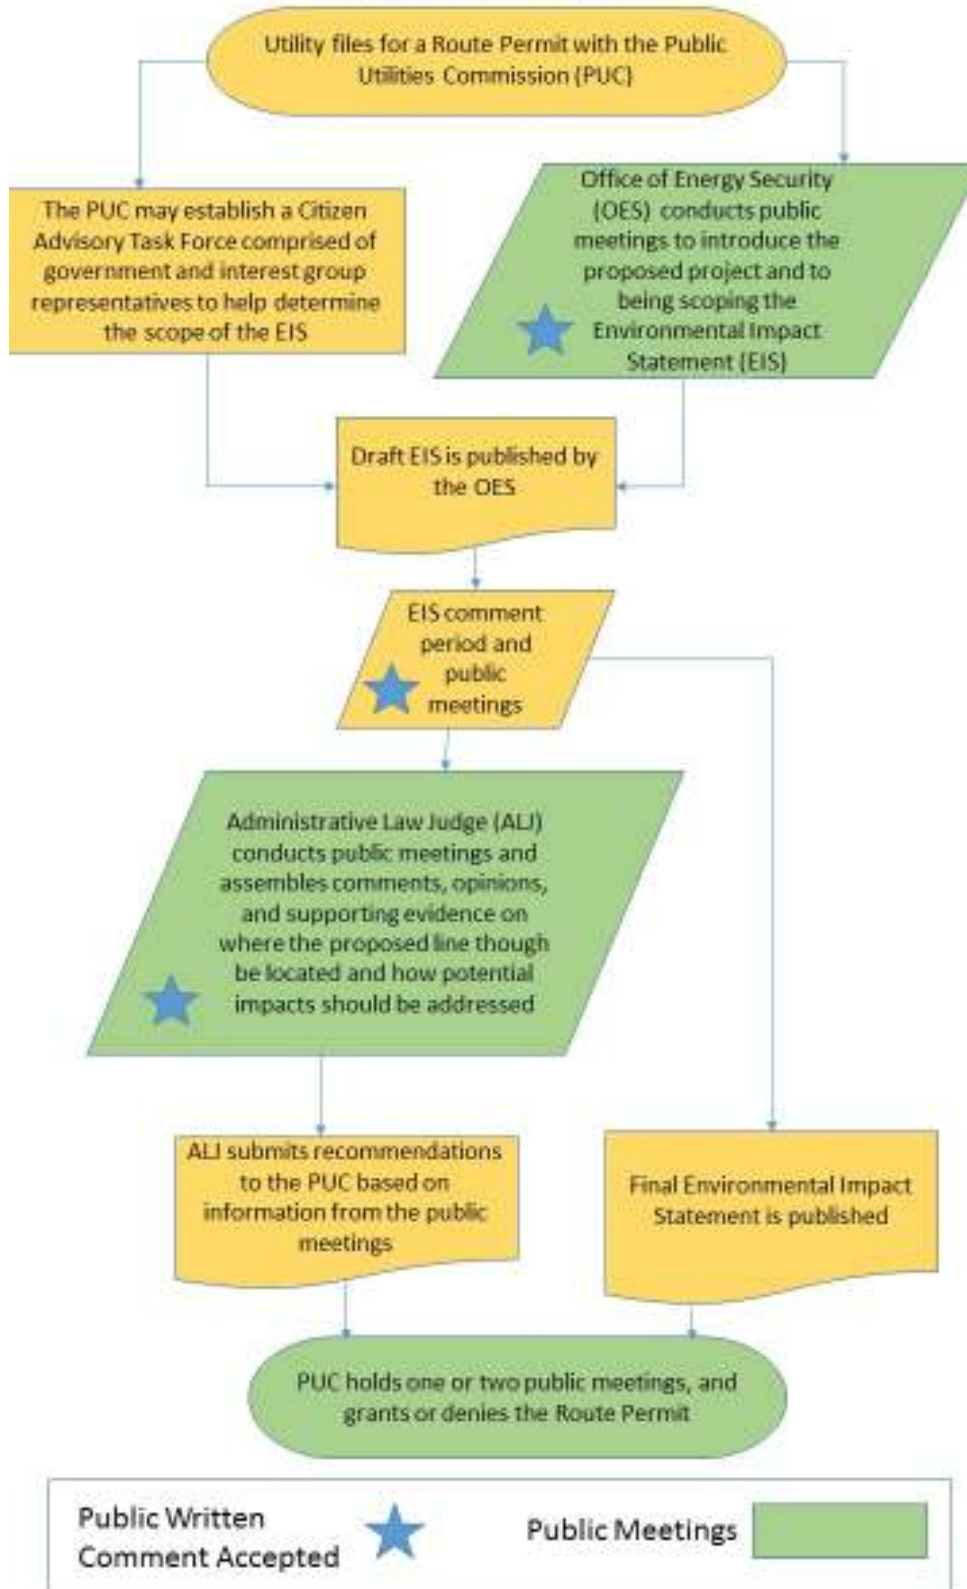 Utility files for a Route Permit with the Public
Utilities Commission (PUC)
The PUC may establish a Citizen
Advisory Task Force comprised of
government and interest group
representatives to help determine
the scope of the EIS
Office of Energy Security
(OES) conducts public
meetings to introduce the
proposed project and to
being scoping the
Environmental Impact
Statement (EIS)
Draft EIS is published by
the OES
EIS comment
period and
public
meetings
Administrative Law Judge (ALJ)
conducts public meetings and
assembles comments, opinions,
and supporting evidence on
where the proposed line though
be located and how potential
impacts should be addressed
ALJ submits recommendations
to the PUC based on
information from the public
meetings
Final Environmental Impact
Statement is published
PUC holds one or two public meetings, and
grants or denies the Route Permit
Public Written
Comment Accepted
Public Meetings